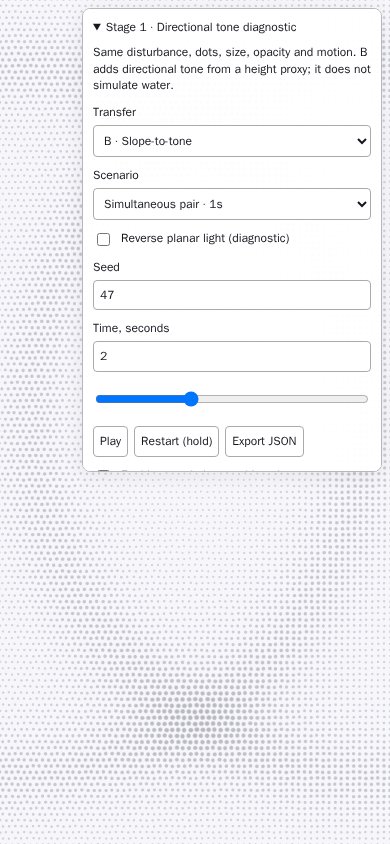 ▼ Stage 1 · Directional tone diagnostic
Same disturbance, dots, size, opacity and motion. B
adds directional tone from a height proxy; it does not
simulate water.
Transfer
B · Slope-to-tone
Scenario
Simultaneous pair · 1s
Reverse planar light (diagnostic)
Seed
47
Time, seconds
2
Play Restart (hold) Export JSON